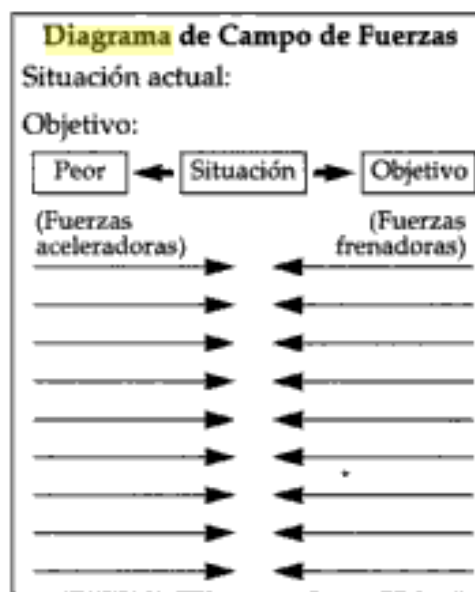 Diagrama de Campo de Fuerzas
Situación actual:
Objetivo:
Peor Situación Objetivo
(Fuerzas aceleradoras) (Fuerzas frenadoras)